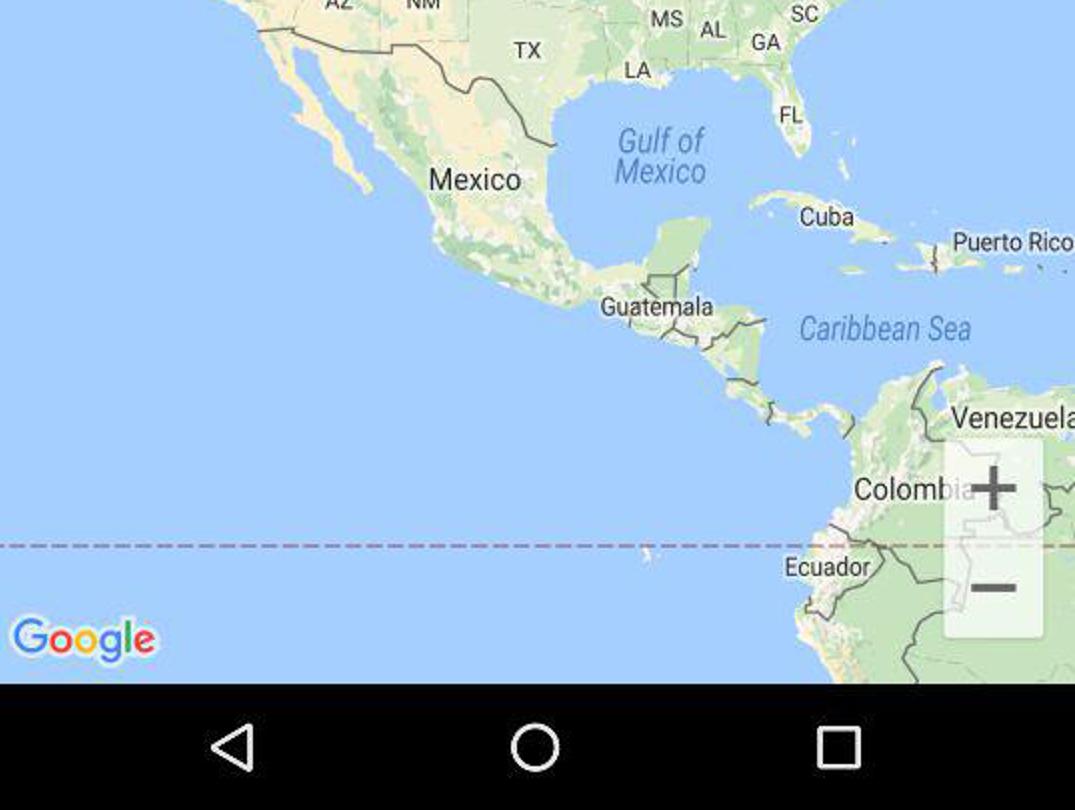 AZ
NM
MS
SC
AL
GA
TX
LA
FL
Gulf of
Mexico
Mexico
Cuba
Puerto Rico
Guatemala
Caribbean Sea
Venezuela
Colombia
Ecuador
Google